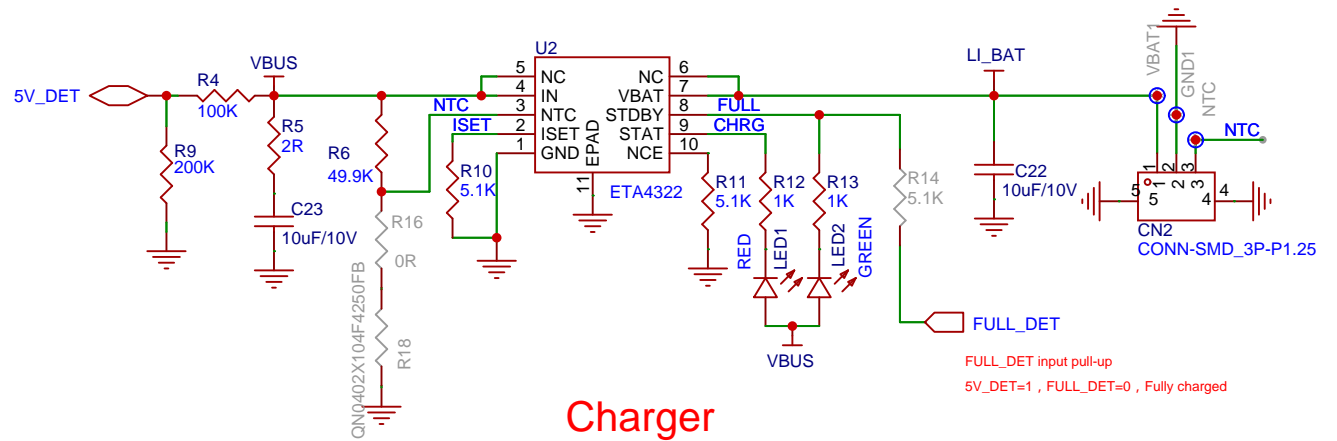 5V_DET
R4
100K
VBUS
R9
200K
R5
2R
C23
10uF/10V
R6
49.9K
R16
0R
QN0402X104F4250FB
R18
NTC
ISET
R10
5.1K
U2
5 NC
4 IN
3 NTC
2 ISET
1 GND
EPAD
11
NC 6
VBAT 7
STDBY 8
STAT 9
NCE 10
ETA4322
FULL
CHRG
R11
5.1K
R12
1K
R13
1K
R14
5.1K
RED
LED1
LED2
GREEN
VBUS
FULL_DET
LI_BAT
C22
10uF/10V
VBAT1
GND1
NTC
NTC
1 2 3
1 2 3
5
5
4
4
CN2
CONN-SMD_3P-P1.25
FULL_DET input pull-up
5V_DET=1 , FULL_DET=0 , Fully charged
Charger